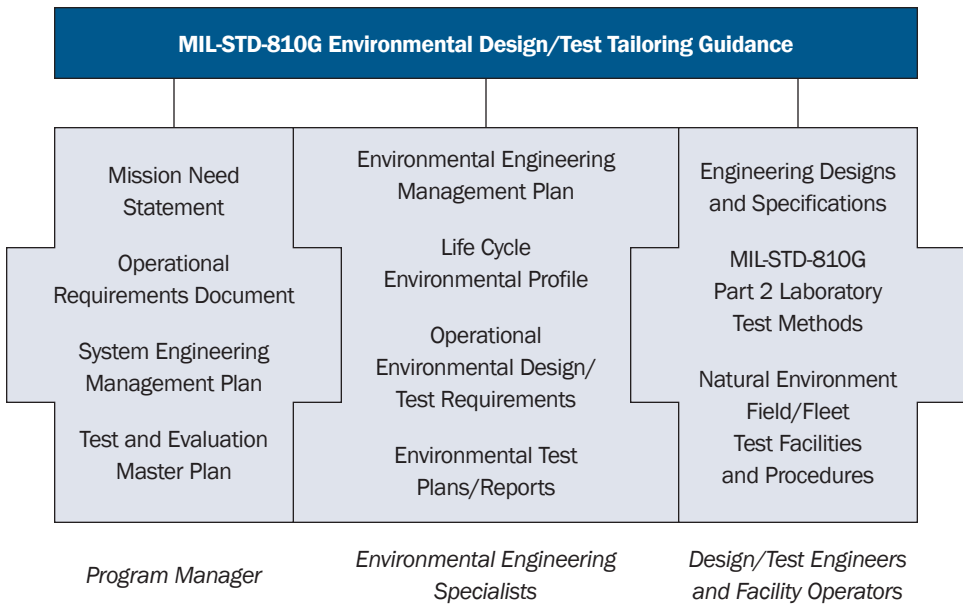 MIL-STD-810G Environmental Design/Test Tailoring Guidance
Mission Need
Statement
Operational
Requirements Document
System Engineering
Management Plan
Test and Evaluation
Master Plan
Environmental Engineering
Management Plan
Life Cycle
Environmental Profile
Operational
Environmental Design/
Test Requirements
Environmental Test
Plans/Reports
Engineering Designs
and Specifications
MIL-STD-810G
Part 2 Laboratory
Test Methods
Natural Environment
Field/Fleet
Test Facilities
and Procedures
Program Manager
Environmental Engineering
Specialists
Design/Test Engineers
and Facility Operators